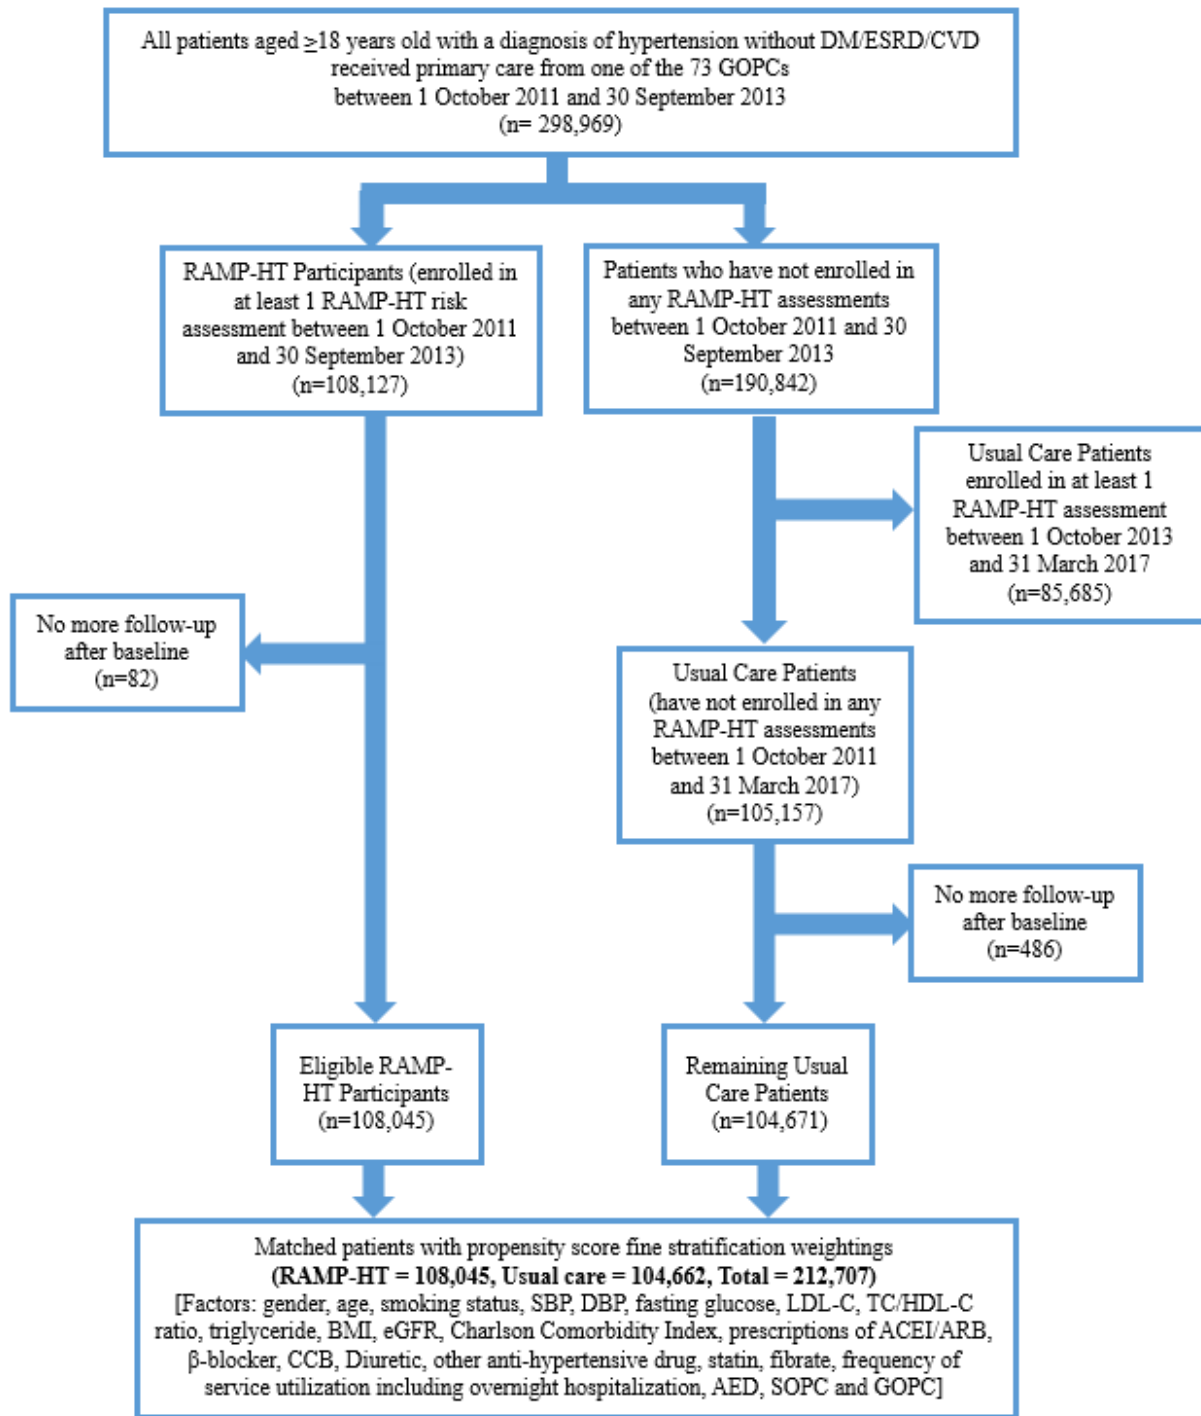 All patients aged ≥18 years old with a diagnosis of hypertension without DM/ESRD/CVD
received primary care from one of the 73 GOPCs
between 1 October 2011 and 30 September 2013
(n= 298,969)
RAMP-HT Participants (enrolled in
at least 1 RAMP-HT risk
assessment between 1 October 2011
and 30 September 2013)
(n=108,127)
Patients who have not enrolled in
any RAMP-HT assessments
between 1 October 2011 and 30
September 2013
(n=190,842)
Usual Care Patients
enrolled in at least 1
RAMP-HT assessment
between 1 October 2013
and 31 March 2017
(n=85,685)
No more follow-up
after baseline
(n=82)
Usual Care Patients
(have not enrolled in any
RAMP-HT assessments
between 1 October 2011
and 31 March 2017)
(n=105,157)
No more follow-up
after baseline
(n=486)
Eligible RAMP-
HT Participants
(n=108,045)
Remaining Usual
Care Patients
(n=104,671)
Matched patients with propensity score fine stratification weightings
(RAMP-HT = 108,045, Usual care = 104,662, Total = 212,707)
[Factors: gender, age, smoking status, SBP, DBP, fasting glucose, LDL-C, TC/HDL-C
ratio, triglyceride, BMI, eGFR, Charlson Comorbidity Index, prescriptions of ACEI/ARB,
β-blocker, CCB, Diuretic, other anti-hypertensive drug, statin, fibrate, frequency of
service utilization including overnight hospitalization, AED, SOPC and GOPC]